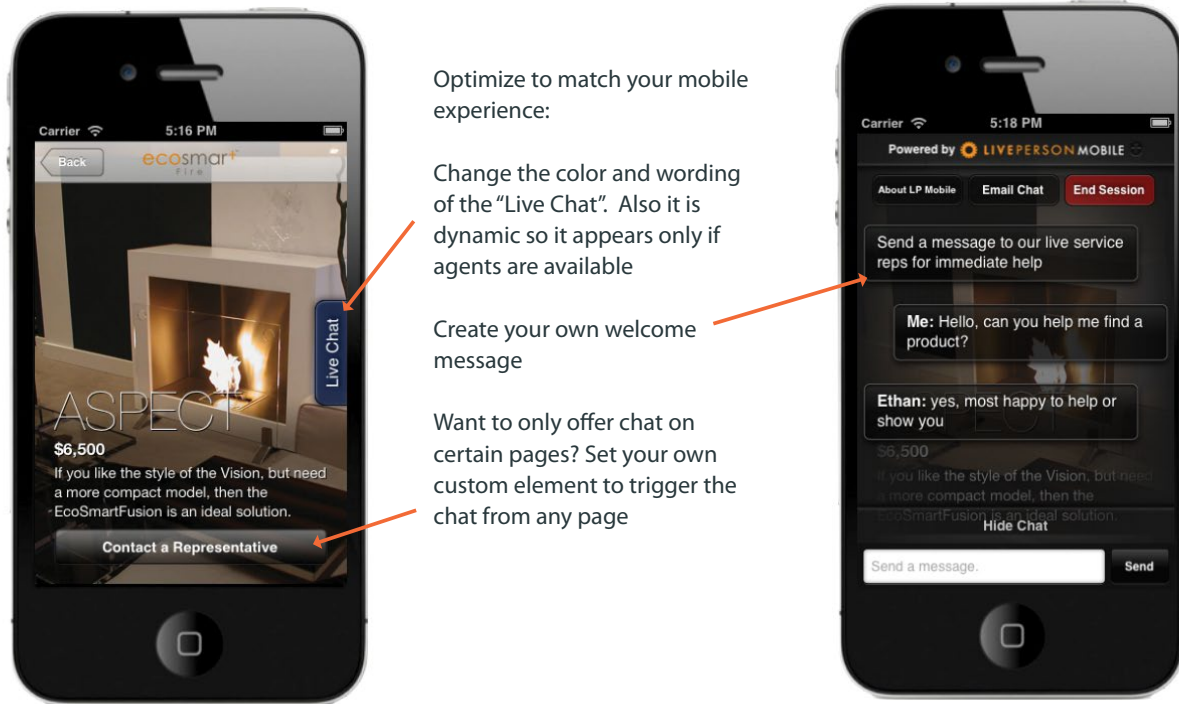 Carrier
5:16 PM
Back
ecosmart
Fire
Live Chat
ASPECT
$6,500
If you like the style of the Vision, but need
a more compact model, then the
EcoSmartFusion is an ideal solution.
Contact a Representative
Optimize to match your mobile
experience:
Change the color and wording
of the “Live Chat”.  Also it is
dynamic so it appears only if
agents are available
Create your own welcome
message
Want to only offer chat on
certain pages? Set your own
custom element to trigger the
chat from any page
Carrier
5:18 PM
Powered by LIVEPERSON MOBILE
About LP Mobile
Email Chat
End Session
Send a message to our live service
reps for immediate help
Me: Hello, can you help me find a
product?
Ethan: yes, most happy to help or
show you
ECT
$6,500
If you like the style of the Vision, but need
a more compact model, then the
EcoSmartFusion is an ideal solution.
Hide Chat
Send a message.
Send